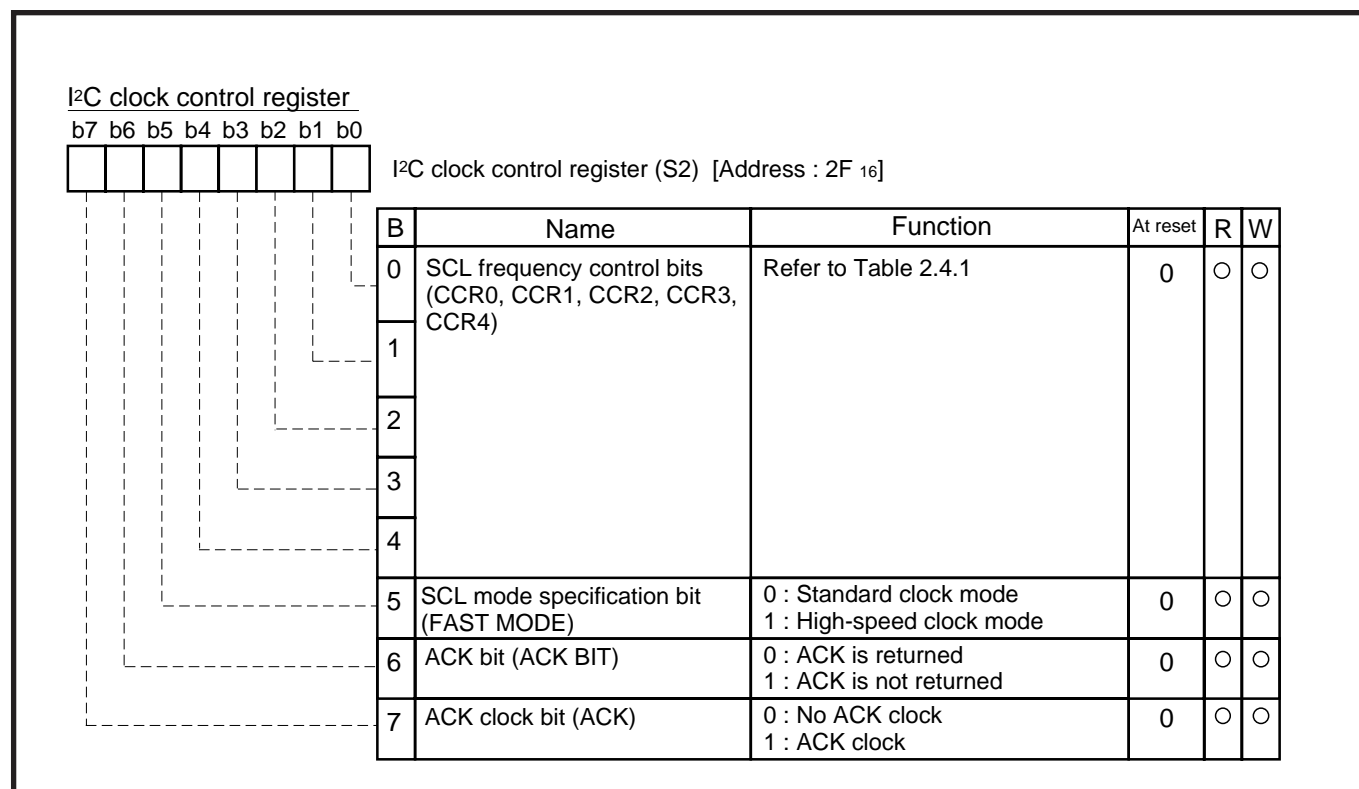 I2C clock control register
b7 b6 b5 b4 b3 b2 b1 b0
I2C clock control register (S2) [Address : 2F 16]
B Name Function At reset R W
0 SCL frequency control bits Refer to Table 2.4.1 0 ○ ○
(CCR0, CCR1, CCR2, CCR3,
CCR4)
1
2
3
4
5 SCL mode specification bit 0 : Standard clock mode 0 ○ ○
(FAST MODE) 1 : High-speed clock mode
6 ACK bit (ACK BIT) 0 : ACK is returned 0 ○ ○
1 : ACK is not returned
7 ACK clock bit (ACK) 0 : No ACK clock 0 ○ ○
1 : ACK clock